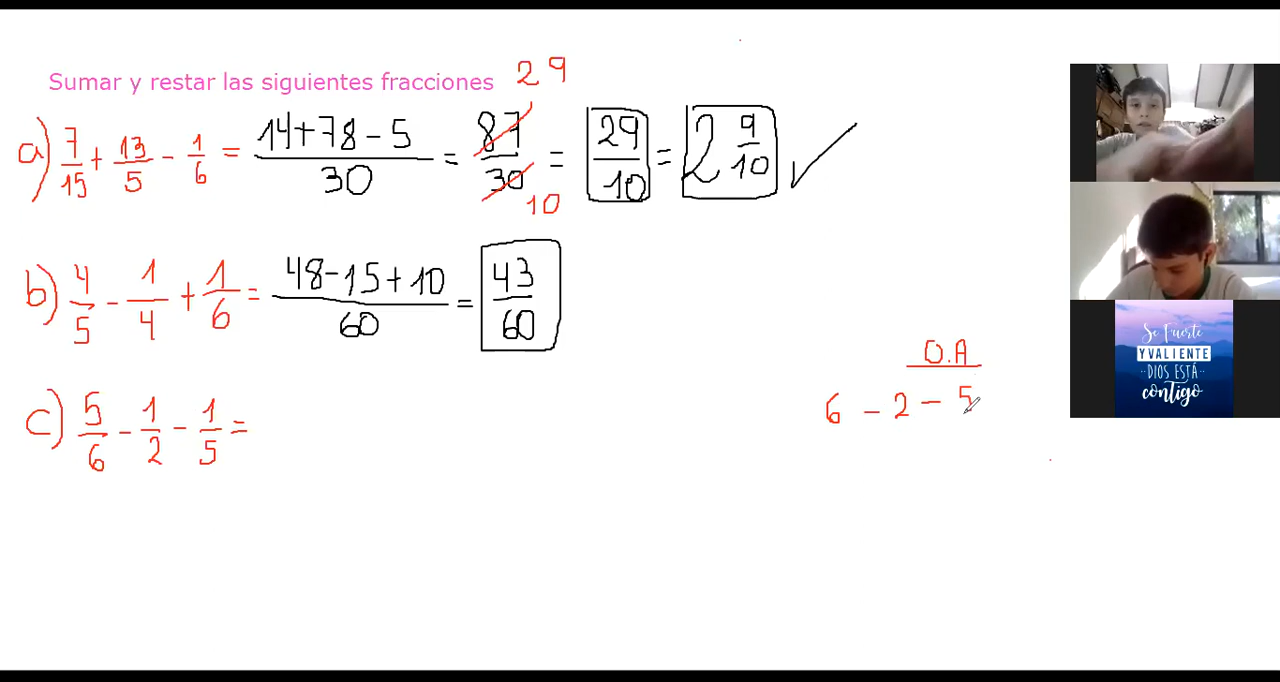 Sumar y restar las siguientes fracciones
a) 7/15 + 13/5 - 1/6 = (14+78-5)/30 = 87/30 29 10 = 29/10 = 2 9/10 ✓
b) 4/5 - 1/4 + 1/6 = (48-15+10)/60 = 43/60
c) 5/6 - 1/2 - 1/5 =
O.A
6 - 2 - 5
Se Fuerte
Y VALIENTE
DIOS ESTÁ
contigo